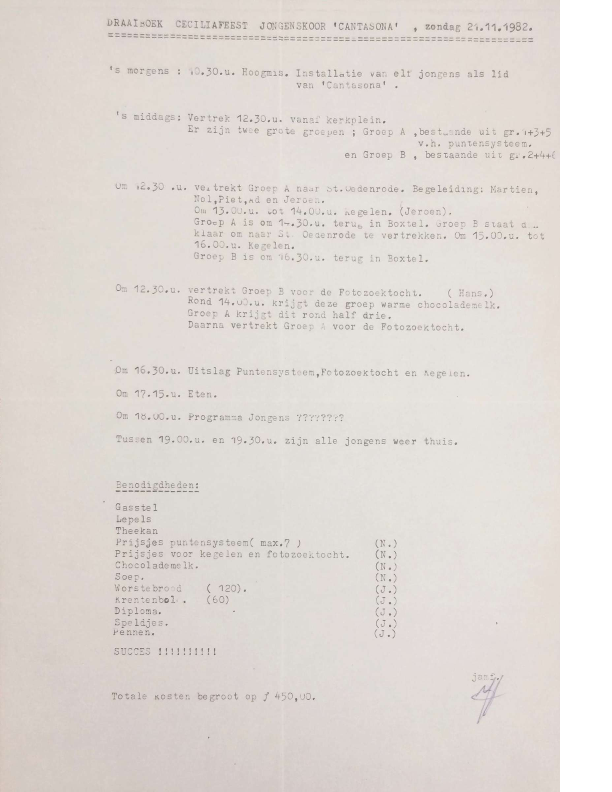 DRAAIBOEK CECILIAFEEST JONGENSKOOR 'CANTASONA' , zondag 21.11.1982.
's morgens : 10.30.u. Hoogmis. Installatie van elf jongens als lid
van 'Cantasona' .
's middags: Vertrek 12.30.u. vanaf kerkplein.
Er zijn twee grote groepen ; Groep A ,bestaande uit gr.1+3+5
v.h. puntensysteem.
en Groep B , bestaande uit gr.2+4+6
Om 12.30 .u. vertrekt Groep A naar St.Oedenrode. Begeleiding: Martien,
Nol,Piet,Ad en Jeroen.
Om 13.00.u. tot 14.00.u. Kegelen. (Jeroen).
Groep A is om 14.30.u. terug in Boxtel. Groep B staat dan
klaar om naar St. Oedenrode te vertrekken. Om 15.00.u. tot
16.00.u. Kegelen.
Groep B is om 16.30.u. terug in Boxtel.
Om 12.30.u. vertrekt Groep B voor de Fotozoektocht. ( Hans.)
Rond 14.00.u. krijgt deze groep warme chocolademelk.
Groep A krijgt dit rond half drie.
Daarna vertrekt Groep A voor de Fotozoektocht.
Om 16.30.u. Uitslag Puntensysteem,Fotozoektocht en Kegelen.
Om 17.15.u. Eten.
Om 18.00.u. Programma Jongens ???????
Tussen 19.00.u. en 19.30.u. zijn alle jongens weer thuis.
Benodigdheden:
Gasstel
Lepels
Theekan
Prijsjes puntensysteem( max.? ) (N.)
Prijsjes voor kegelen en fotozoektocht. (N.)
Chocolademelk. (N.)
Soep. (N.)
Worstebrood ( 120). (J.)
Krentenbol . (60) (J.)
Diploma. (J.)
Speldjes. (J.)
Pennen. (J.)
SUCCES !!!!!!!!!!
Totale kosten begroot op ƒ 450,00.